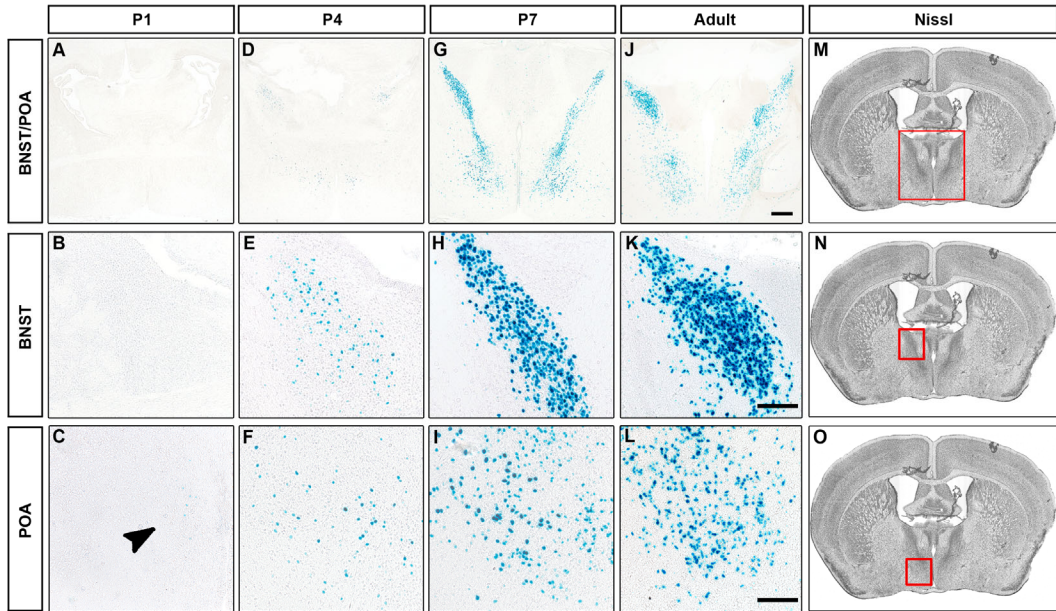 P1 P4 P7 Adult Nissl
BNST/POA
A D G J M
BNST
B E H K N
POA
C F I L O